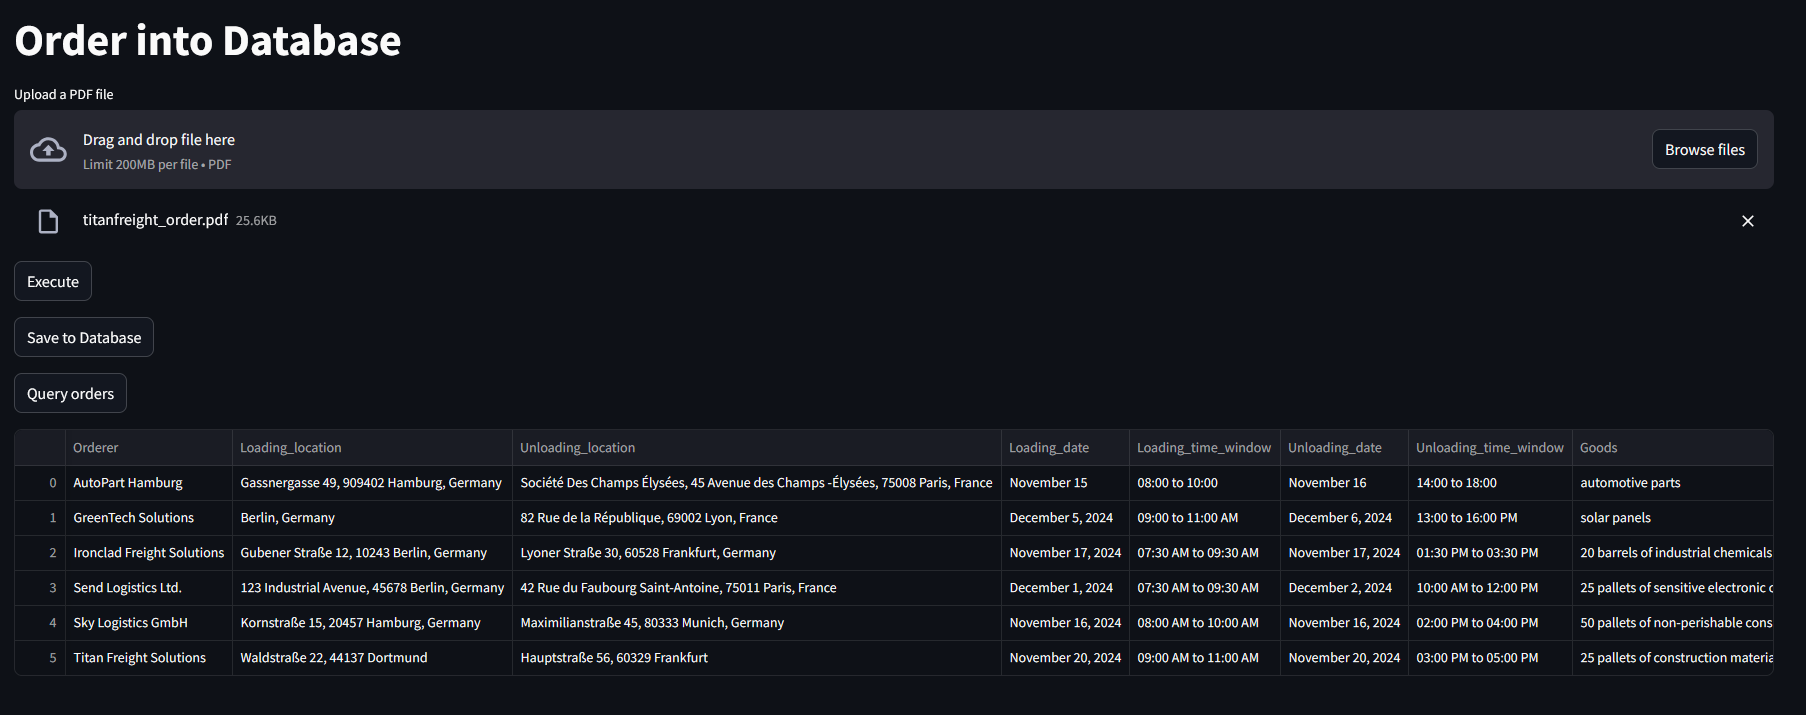 Order into Database
Upload a PDF file
Drag and drop file here
Limit 200MB per file • PDF
Browse files
titanfreight_order.pdf 25.6KB
Execute
Save to Database
Query orders
Orderer Loading_location Unloading_location Loading_date Loading_time_window Unloading_date Unloading_time_window Goods
0 AutoPart Hamburg Gassnergasse 49, 909402 Hamburg, Germany Société Des Champs Élysées, 45 Avenue des Champs -Élysées, 75008 Paris, France November 15 08:00 to 10:00 November 16 14:00 to 18:00 automotive parts
1 GreenTech Solutions Berlin, Germany 82 Rue de la République, 69002 Lyon, France December 5, 2024 09:00 to 11:00 AM December 6, 2024 13:00 to 16:00 PM solar panels
2 Ironclad Freight Solutions Gubener Straße 12, 10243 Berlin, Germany Lyoner Straße 30, 60528 Frankfurt, Germany November 17, 2024 07:30 AM to 09:30 AM November 17, 2024 01:30 PM to 03:30 PM 20 barrels of industrial chemicals
3 Send Logistics Ltd. 123 Industrial Avenue, 45678 Berlin, Germany 42 Rue du Faubourg Saint-Antoine, 75011 Paris, France December 1, 2024 07:30 AM to 09:30 AM December 2, 2024 10:00 AM to 12:00 PM 25 pallets of sensitive electronic
4 Sky Logistics GmbH Kornstraße 15, 20457 Hamburg, Germany Maximilianstraße 45, 80333 Munich, Germany November 16, 2024 08:00 AM to 10:00 AM November 16, 2024 02:00 PM to 04:00 PM 50 pallets of non-perishable cons
5 Titan Freight Solutions Waldstraße 22, 44137 Dortmund Hauptstraße 56, 60329 Frankfurt November 20, 2024 09:00 AM to 11:00 AM November 20, 2024 03:00 PM to 05:00 PM 25 pallets of construction materia